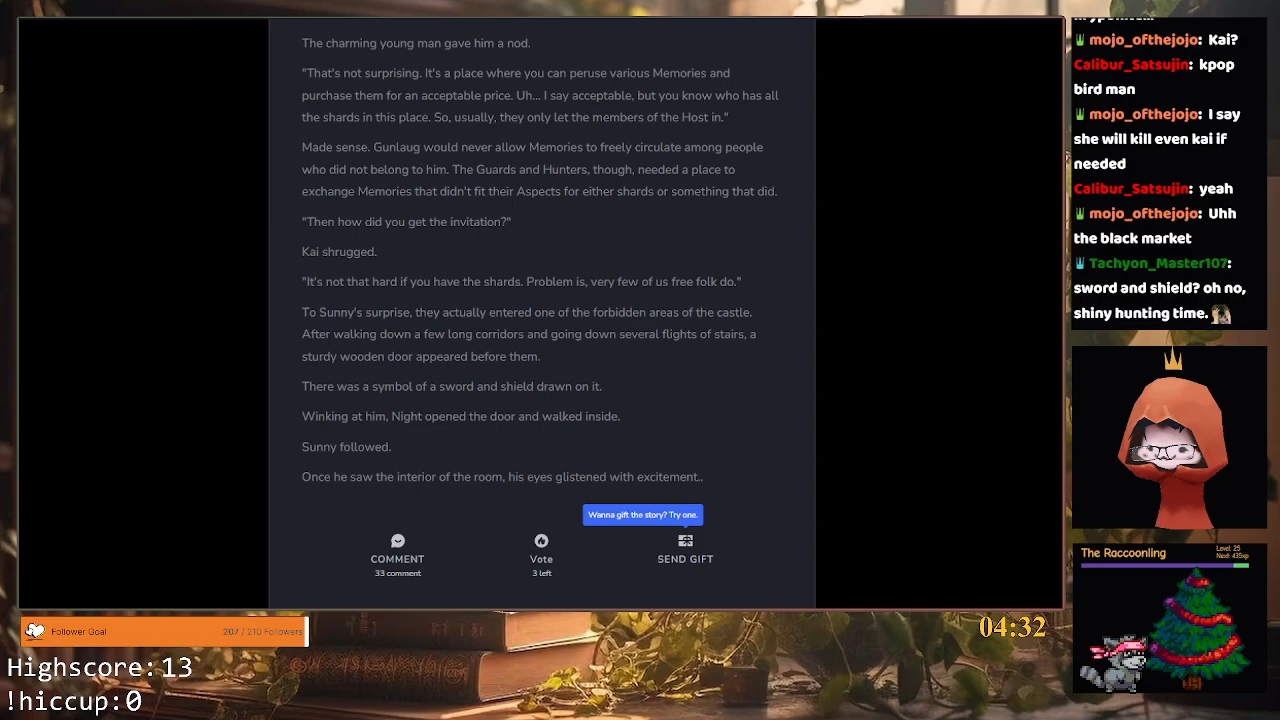 The charming young man gave him a nod.
"That's not surprising. It's a place where you can peruse various Memories and
purchase them for an acceptable price. Uh... I say acceptable, but you know who has all
the shards in this place. So, usually, they only let the members of the Host in."
Made sense. Gunlaug would never allow Memories to freely circulate among people
who did not belong to him. The Guards and Hunters, though, needed a place to
exchange Memories that didn't fit their Aspects for either shards or something that did.
"Then how did you get the invitation?"
Kai shrugged.
"It's not that hard if you have the shards. Problem is, very few of us free folk do."
To Sunny's surprise, they actually entered one of the forbidden areas of the castle.
After walking down a few long corridors and going down several flights of stairs, a
sturdy wooden door appeared before them.
There was a symbol of a sword and shield drawn on it.
Winking at him, Night opened the door and walked inside.
Sunny followed.
Once he saw the interior of the room, his eyes glistened with excitement..
Wanna gift the story? Try one.
COMMENT
33 comment
Vote
3 left
SEND GIFT
mojo_ofthejojo: Kai?
Calibur_Satsujin: kpop
bird man
mojo_ofthejojo: I say
she will kill even kai if
needed
Calibur_Satsujin: yeah
mojo_ofthejojo: Uhh
the black market
Tachyon_Master107:
sword and shield? oh no,
shiny hunting time.
The Raccoonling
Level: 25
Next: 435xp
Follower Goal
207 / 210 Followers
04:32
Highscore:13
!hiccup:0